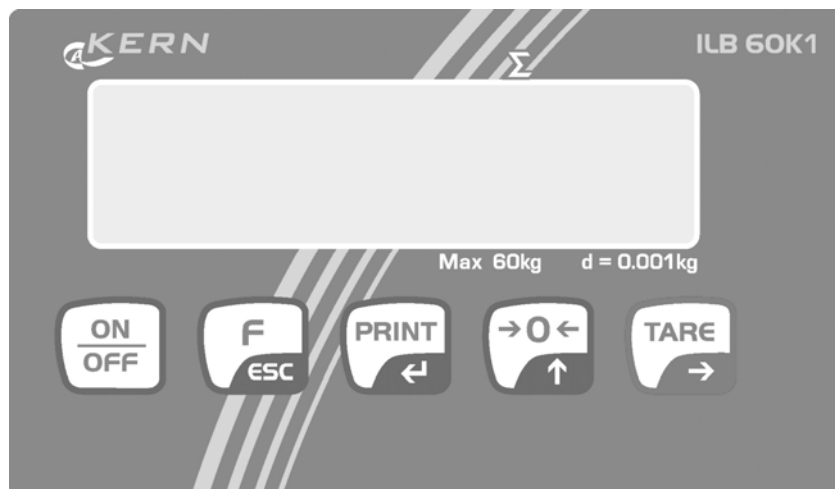 KERN
ILB 60K1
Σ
Max 60kg d = 0.001kg
ON
OFF
F
ESC
PRINT
→0←
TARE